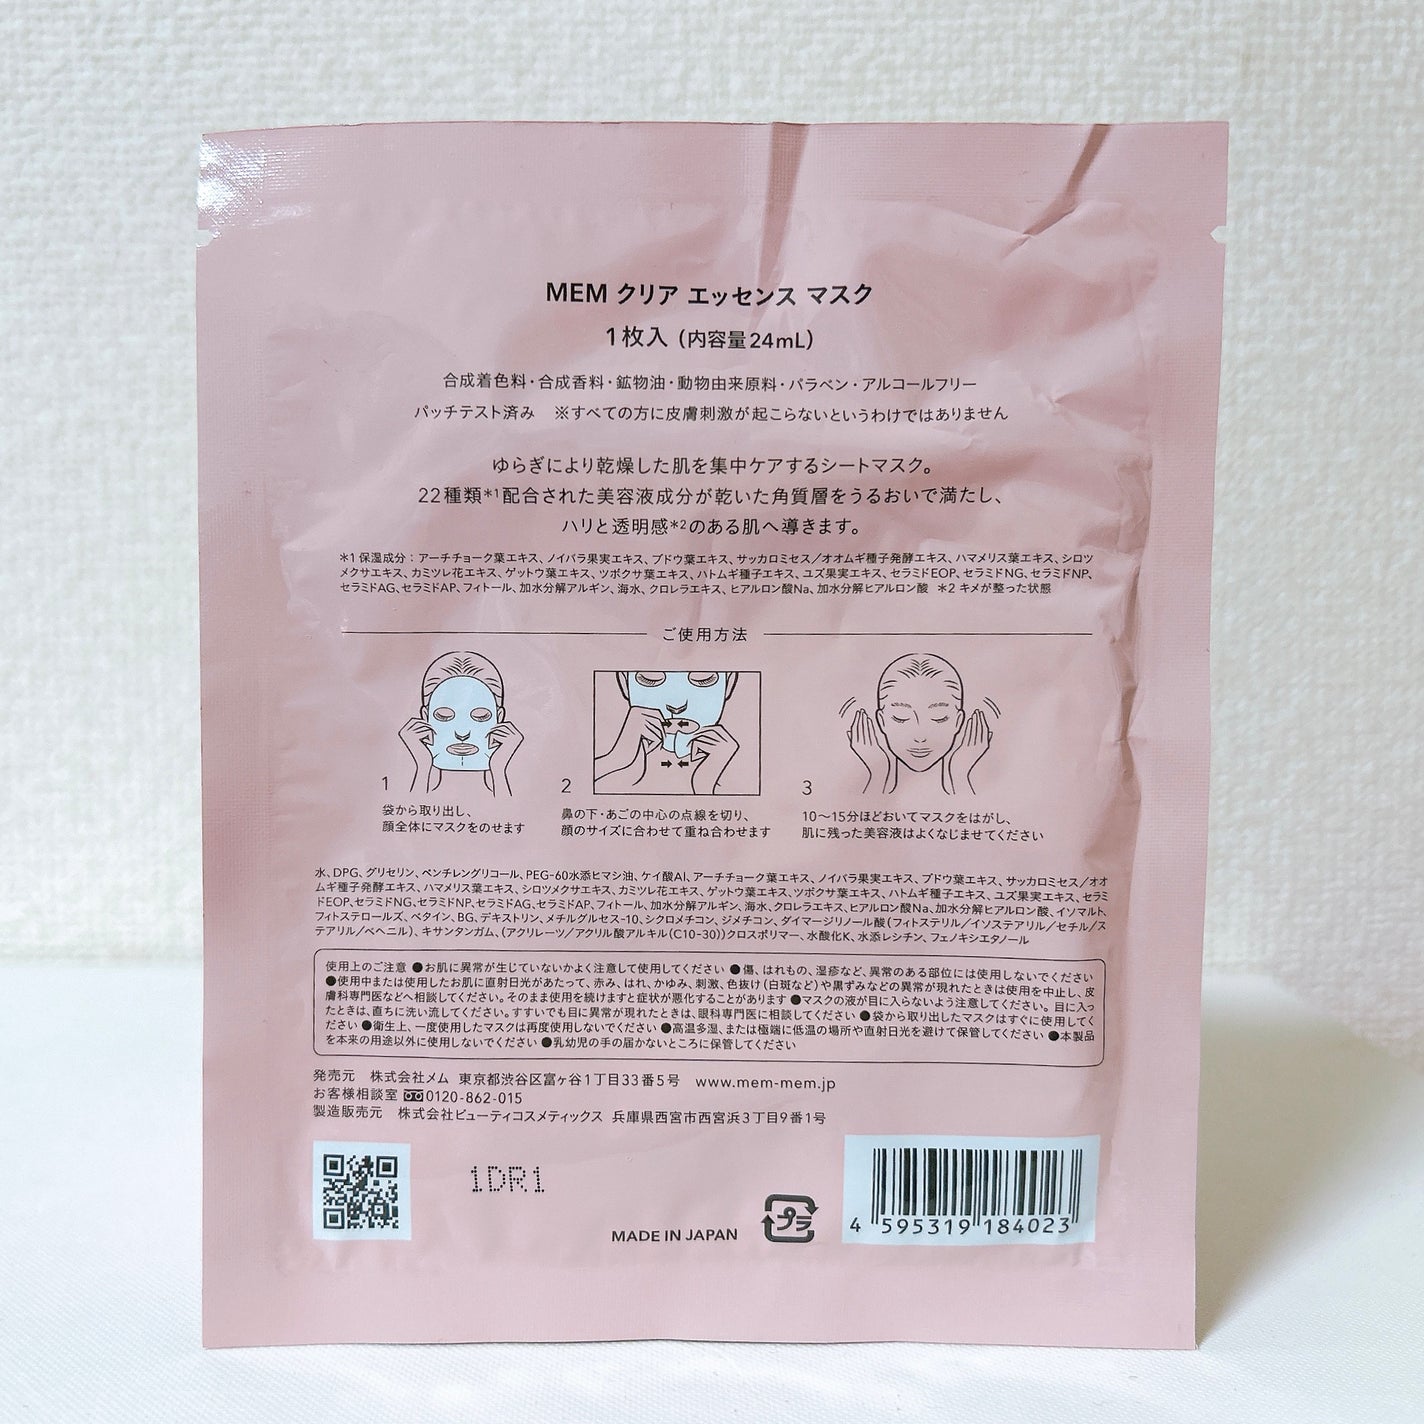 MEM クリア エッセンス マスク
1枚入（内容量24mL）
合成着色料・合成香料・鉱物油・動物由来原料・パラベン・アルコールフリー
パッチテスト済み　※すべての方に皮膚刺激が起こらないというわけではありません
ゆらぎにより乾燥した肌を集中ケアするシートマスク。
22種類*1配合された美容液成分が乾いた角質層をうるおいで満たし、
ハリと透明感*2のある肌へ導きます。
*1 保湿成分：アーチチョーク葉エキス、ノイバラ果実エキス、ブドウ葉エキス、サッカロミセス／オオムギ種子発酵エキス、ハマメリス葉エキス、シロツ
メクサエキス、カミツレ花エキス、ゲットウ葉エキス、ツボクサ葉エキス、ハトムギ種子エキス、ユズ果実エキス、セラミドEOP、セラミドNG、セラミドNP、
セラミドAG、セラミドAP、フィトール、加水分解アルギン、海水、クロレラエキス、ヒアルロン酸Na、加水分解ヒアルロン酸 *2 キメが整った状態
ご使用方法
1
袋から取り出し、
顔全体にマスクをのせます
2
鼻の下・あごの中心の点線を切り、
顔のサイズに合わせて重ね合わせます
3
10〜15分ほどおいてマスクをはがし、
肌に残った美容液はよくなじませてください
水、DPG、グリセリン、ペンチレングリコール、PEG-60水添ヒマシ油、ケイ酸Al、アーチチョーク葉エキス、ノイバラ果実エキス、ブドウ葉エキス、サッカロミセス／オオ
ムギ種子発酵エキス、ハマメリス葉エキス、シロツメクサエキス、カミツレ花エキス、ゲットウ葉エキス、ツボクサ葉エキス、ハトムギ種子エキス、ユズ果実エキス、セラミ
ドEOP、セラミドNG、セラミドNP、セラミドAG、セラミドAP、フィトール、加水分解アルギン、海水、クロレラエキス、ヒアルロン酸Na、加水分解ヒアルロン酸、イソマルト、
フィトステロールズ、ベタイン、BG、デキストリン、メチルグルセス-10、シクロメチコン、ジメチコン、ダイマージリノール酸（フィトステリル／イソステアリル／セチル／ス
テアリル／ベヘニル）、キサンタンガム、（アクリレーツ／アクリル酸アルキル（C10-30））クロスポリマー、水酸化K、水添レシチン、フェノキシエタノール
使用上のご注意 ●お肌に異常が生じていないかよく注意して使用してください ●傷、はれもの、湿疹など、異常のある部位には使用しないでください
●使用中または使用したお肌に直射日光があたって、赤み、はれ、かゆみ、刺激、色抜け（白斑など）や黒ずみなどの異常が現れたときは使用を中止し、皮
膚科専門医などへ相談してください。そのまま使用を続けますと症状が悪化することがあります ●マスクの液が目に入らないよう注意してください。目に入っ
たときは、直ちに洗い流してください。すすいでも目に異常が現れたときは、眼科専門医に相談してください ●袋から取り出したマスクはすぐに使用してく
ださい ●衛生上、一度使用したマスクは再度使用しないでください ●高温多湿、または極端に低温の場所や直射日光を避けて保管してください ●本製品
を本来の用途以外に使用しないでください ●乳幼児の手の届かないところに保管してください
発売元　株式会社メム 東京都渋谷区富ヶ谷1丁目33番5号 www.mem-mem.jp
お客様相談室 0120-862-015
製造販売元　株式会社ビューティコスメティックス 兵庫県西宮市西宮浜3丁目9番1号
1DR1
MADE IN JAPAN
プラ
4 595319 184023